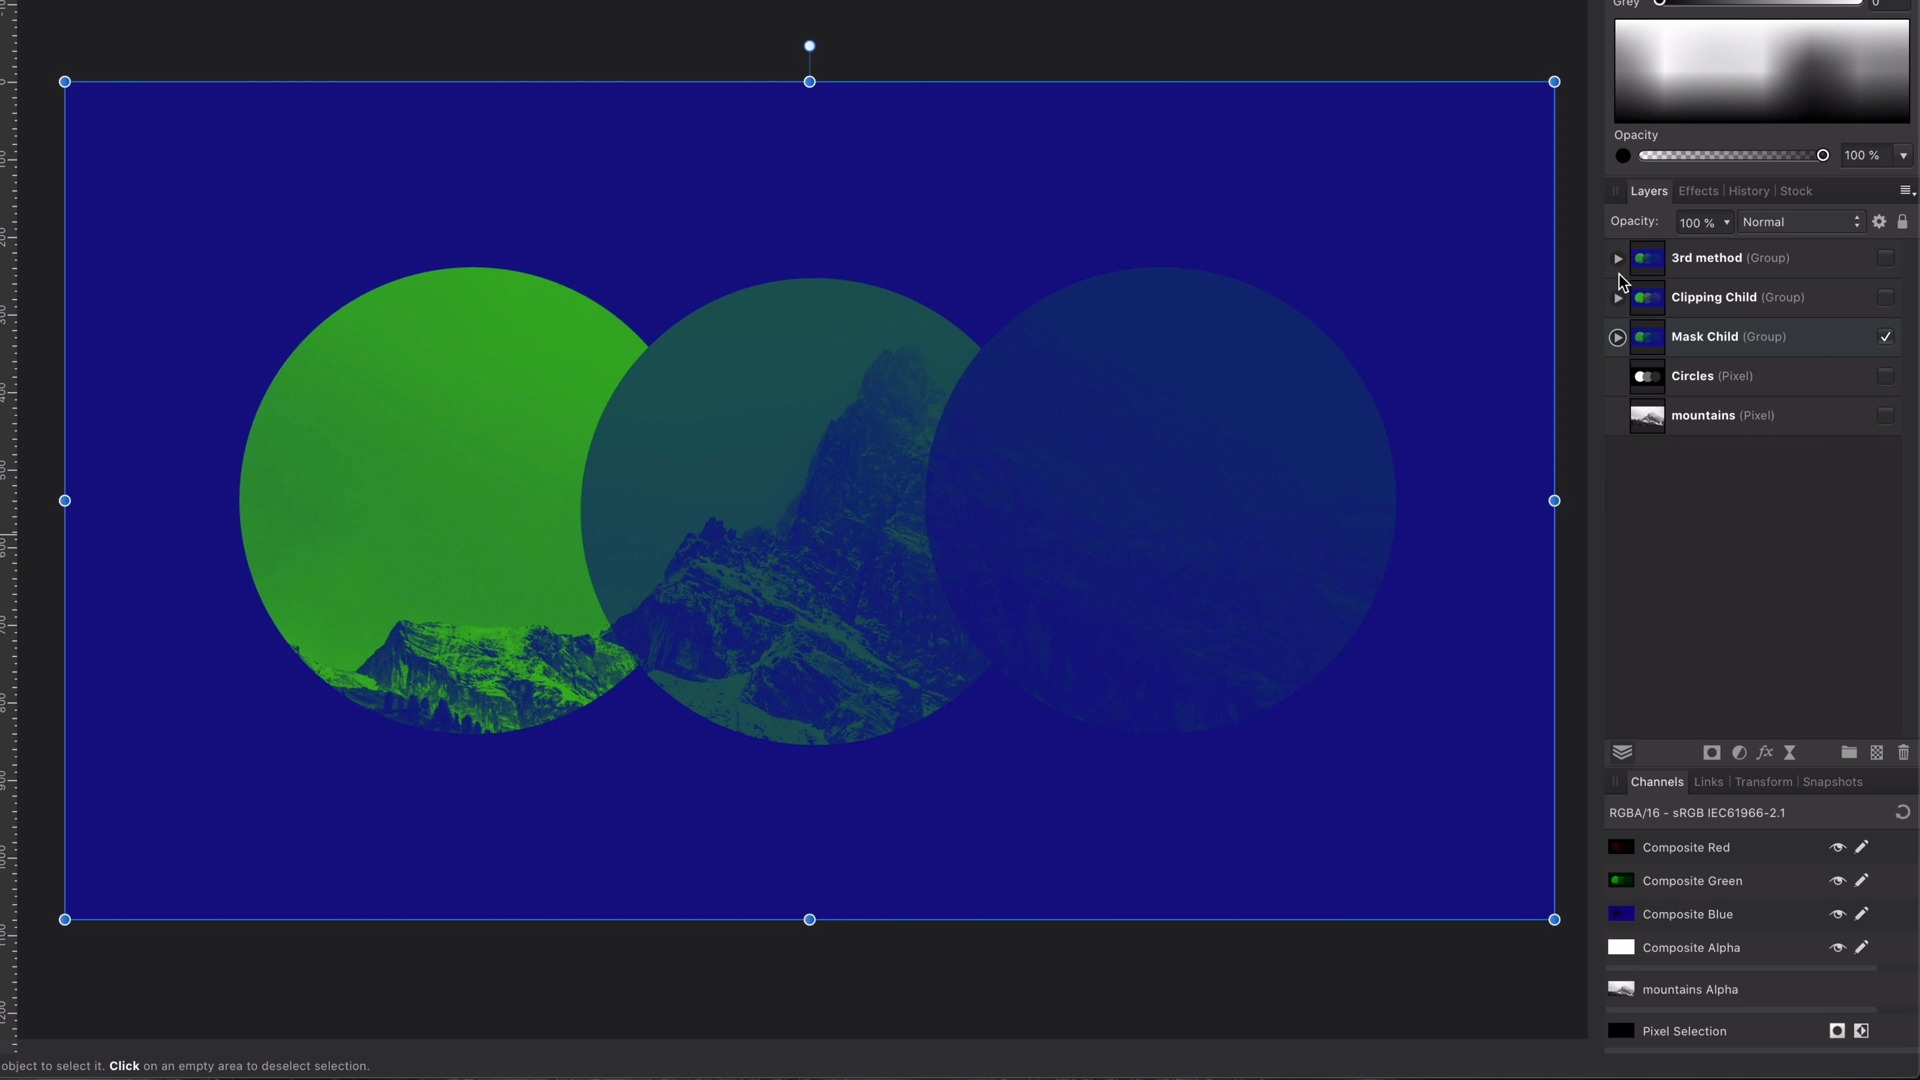 Grey 0
Opacity
100 %
Layers Effects History Stock
Opacity: 100 % Normal
3rd method (Group)
Clipping Child (Group)
Mask Child (Group)
Circles (Pixel)
mountains (Pixel)
Channels Links Transform Snapshots
RGBA/16 - sRGB IEC61966-2.1
Composite Red
Composite Green
Composite Blue
Composite Alpha
mountains Alpha
Pixel Selection
object to select it. Click on an empty area to deselect selection.